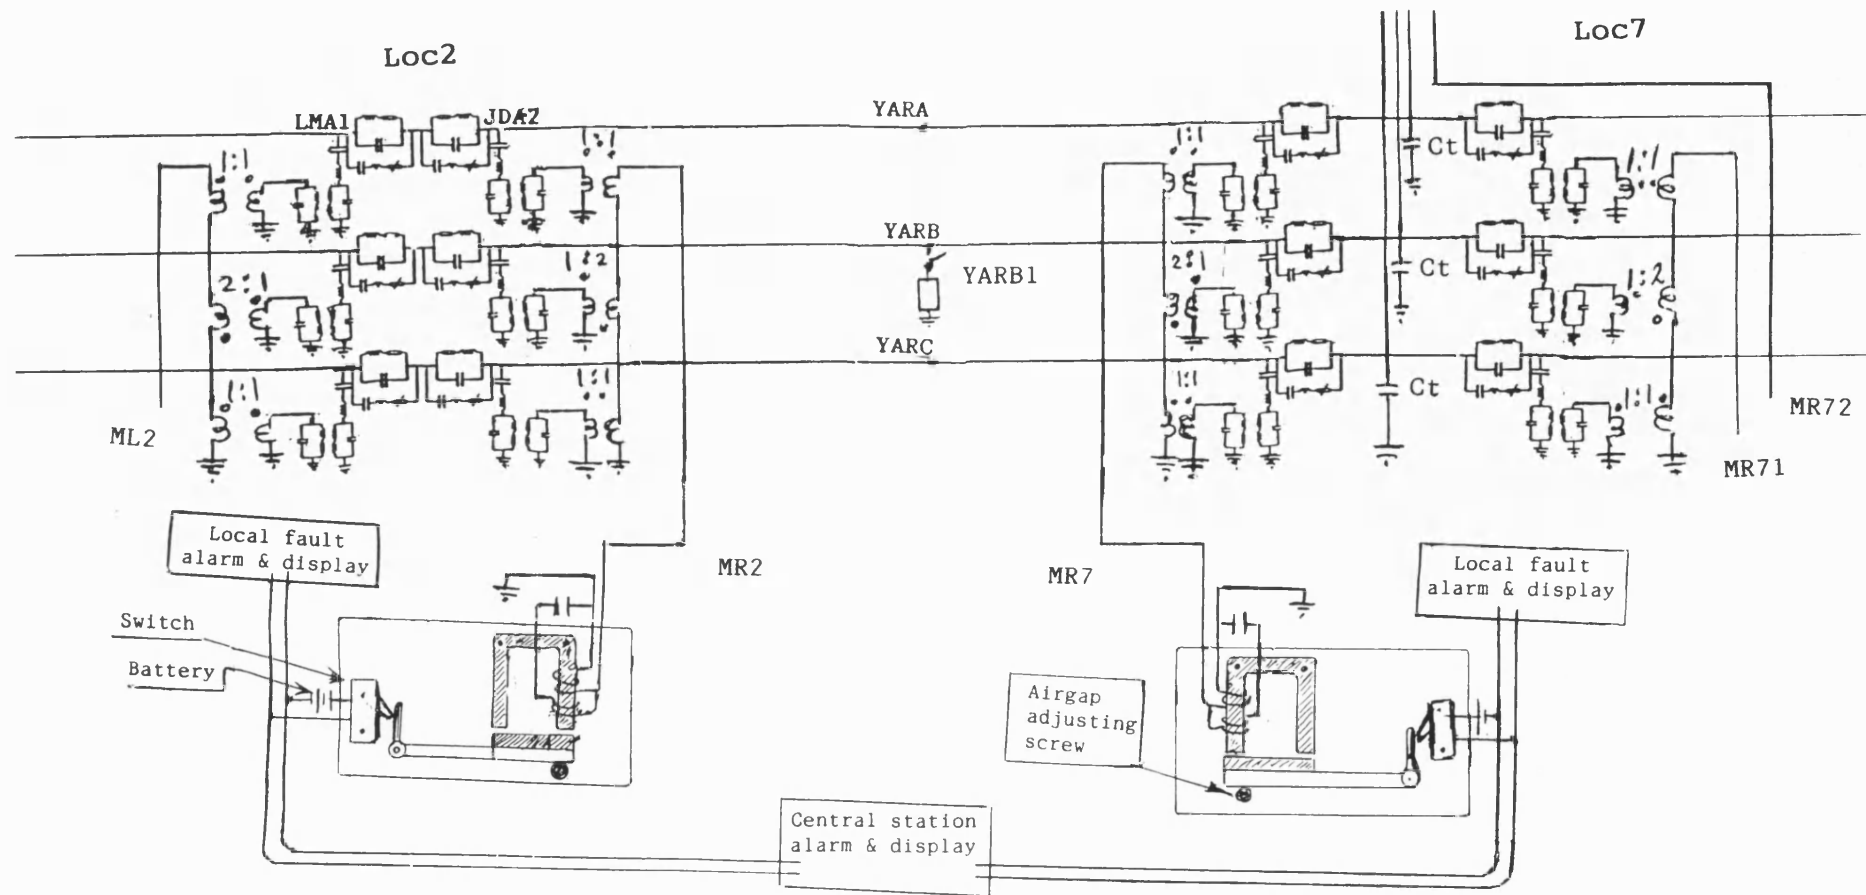 Loc2
Loc7
LMA1
JDA2
YARA
1:1
1:1
1:1
1:1
Ct
YARB
YARB1
2:1
1:2
2:1
1:2
Ct
YARC
1:1
1:1
1:1
1:1
Ct
ML2
MR72
MR71
MR2
MR7
Local fault
alarm & display
Local fault
alarm & display
Switch
Battery
Airgap
adjusting
screw
Central station
alarm & display